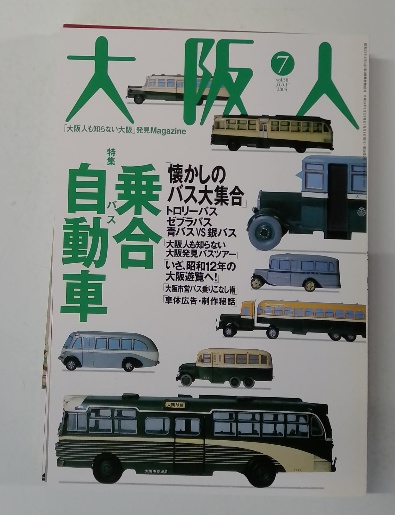 大阪人
7
「大阪人も知らない大阪」発見Magazine
特集
乗合
バス
自動車
「懐かしの
バス大集合」
トロリーバス
ゼブラバス
青バスVS銀バス
「大阪人も知らない
大阪発見バスツアー」
「いざ、昭和12年の
大阪遊覧へ！」
「大阪市営バス乗りこなし術」
「車体広告・制作秘話」